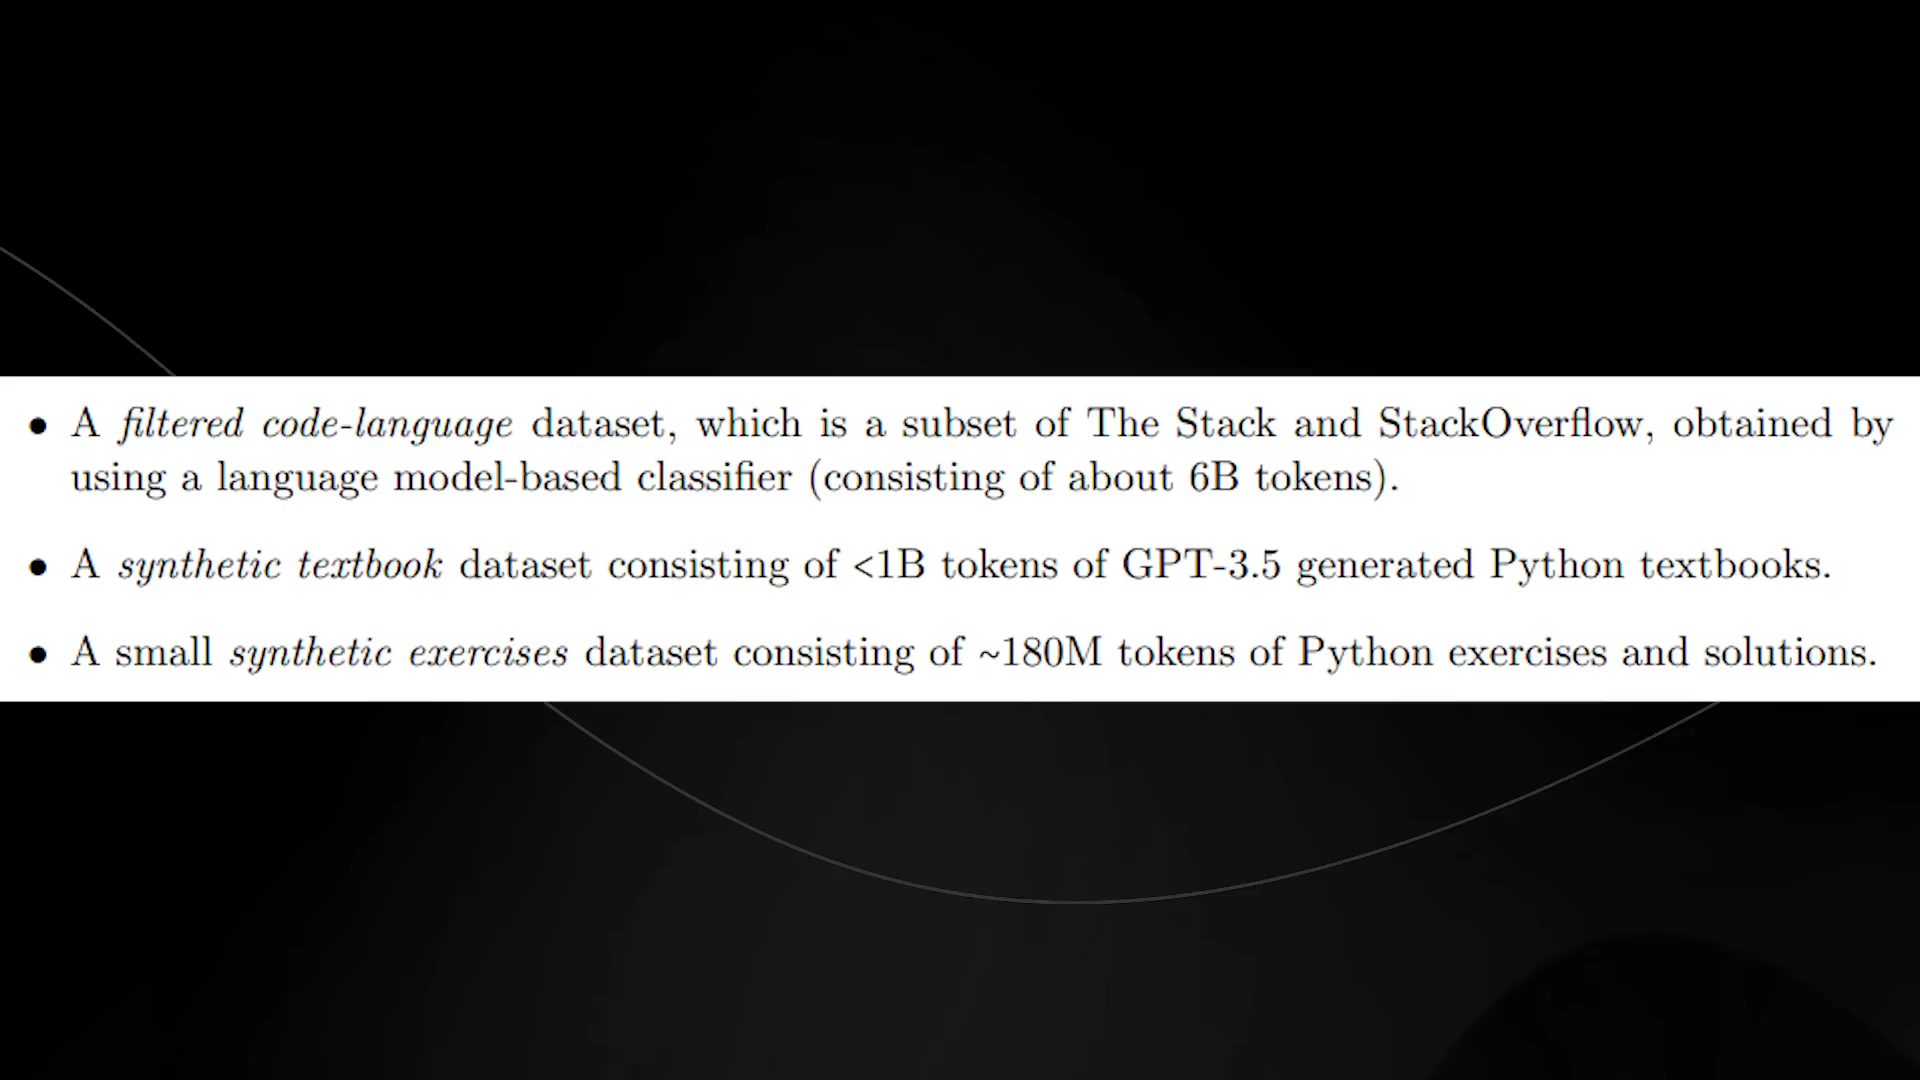 • A filtered code-language dataset, which is a subset of The Stack and StackOverflow, obtained by
using a language model-based classifier (consisting of about 6B tokens).
• A synthetic textbook dataset consisting of <1B tokens of GPT-3.5 generated Python textbooks.
• A small synthetic exercises dataset consisting of ~180M tokens of Python exercises and solutions.